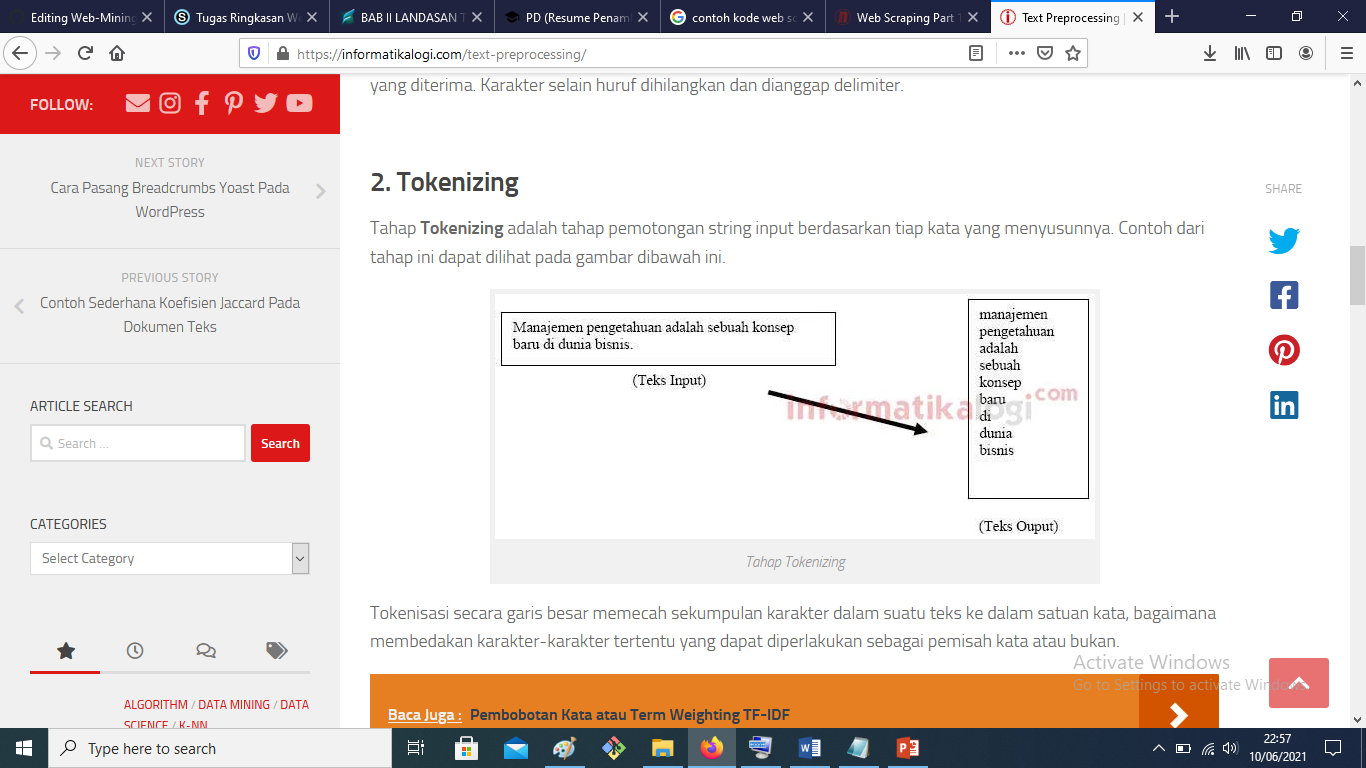 Editing Web-Mining
Tugas Ringkasan W
BAB II LANDASAN T
PD (Resume Penam
contoh kode web sc
Web Scraping Part 1
Text Preprocessing |
https://informatikalogi.com/text-preprocessing/
FOLLOW:
NEXT STORY
Cara Pasang Breadcrumbs Yoast Pada
WordPress
PREVIOUS STORY
Contoh Sederhana Koefisien Jaccard Pada
Dokumen Teks
ARTICLE SEARCH
Search ...
Search
CATEGORIES
Select Category
ALGORITHM / DATA MINING / DATA
SCIENCE / K-NN
yang diterima. Karakter selain huruf dihilangkan dan dianggap delimiter.
2. Tokenizing
Tahap Tokenizing adalah tahap pemotongan string input berdasarkan tiap kata yang menyusunnya. Contoh dari
tahap ini dapat dilihat pada gambar dibawah ini.
Manajemen pengetahuan adalah sebuah konsep
baru di dunia bisnis.
(Teks Input)
informatikalogi.com
manajemen
pengetahuan
adalah
sebuah
konsep
baru
di
dunia
bisnis
(Teks Ouput)
Tahap Tokenizing
Tokenisasi secara garis besar memecah sekumpulan karakter dalam suatu teks ke dalam satuan kata, bagaimana
membedakan karakter-karakter tertentu yang dapat diperlakukan sebagai pemisah kata atau bukan.
Baca Juga : Pembobotan Kata atau Term Weighting TF-IDF
SHARE
Activate Windows
Go to Settings to activate Windows.
Type here to search
22:57
10/06/2021